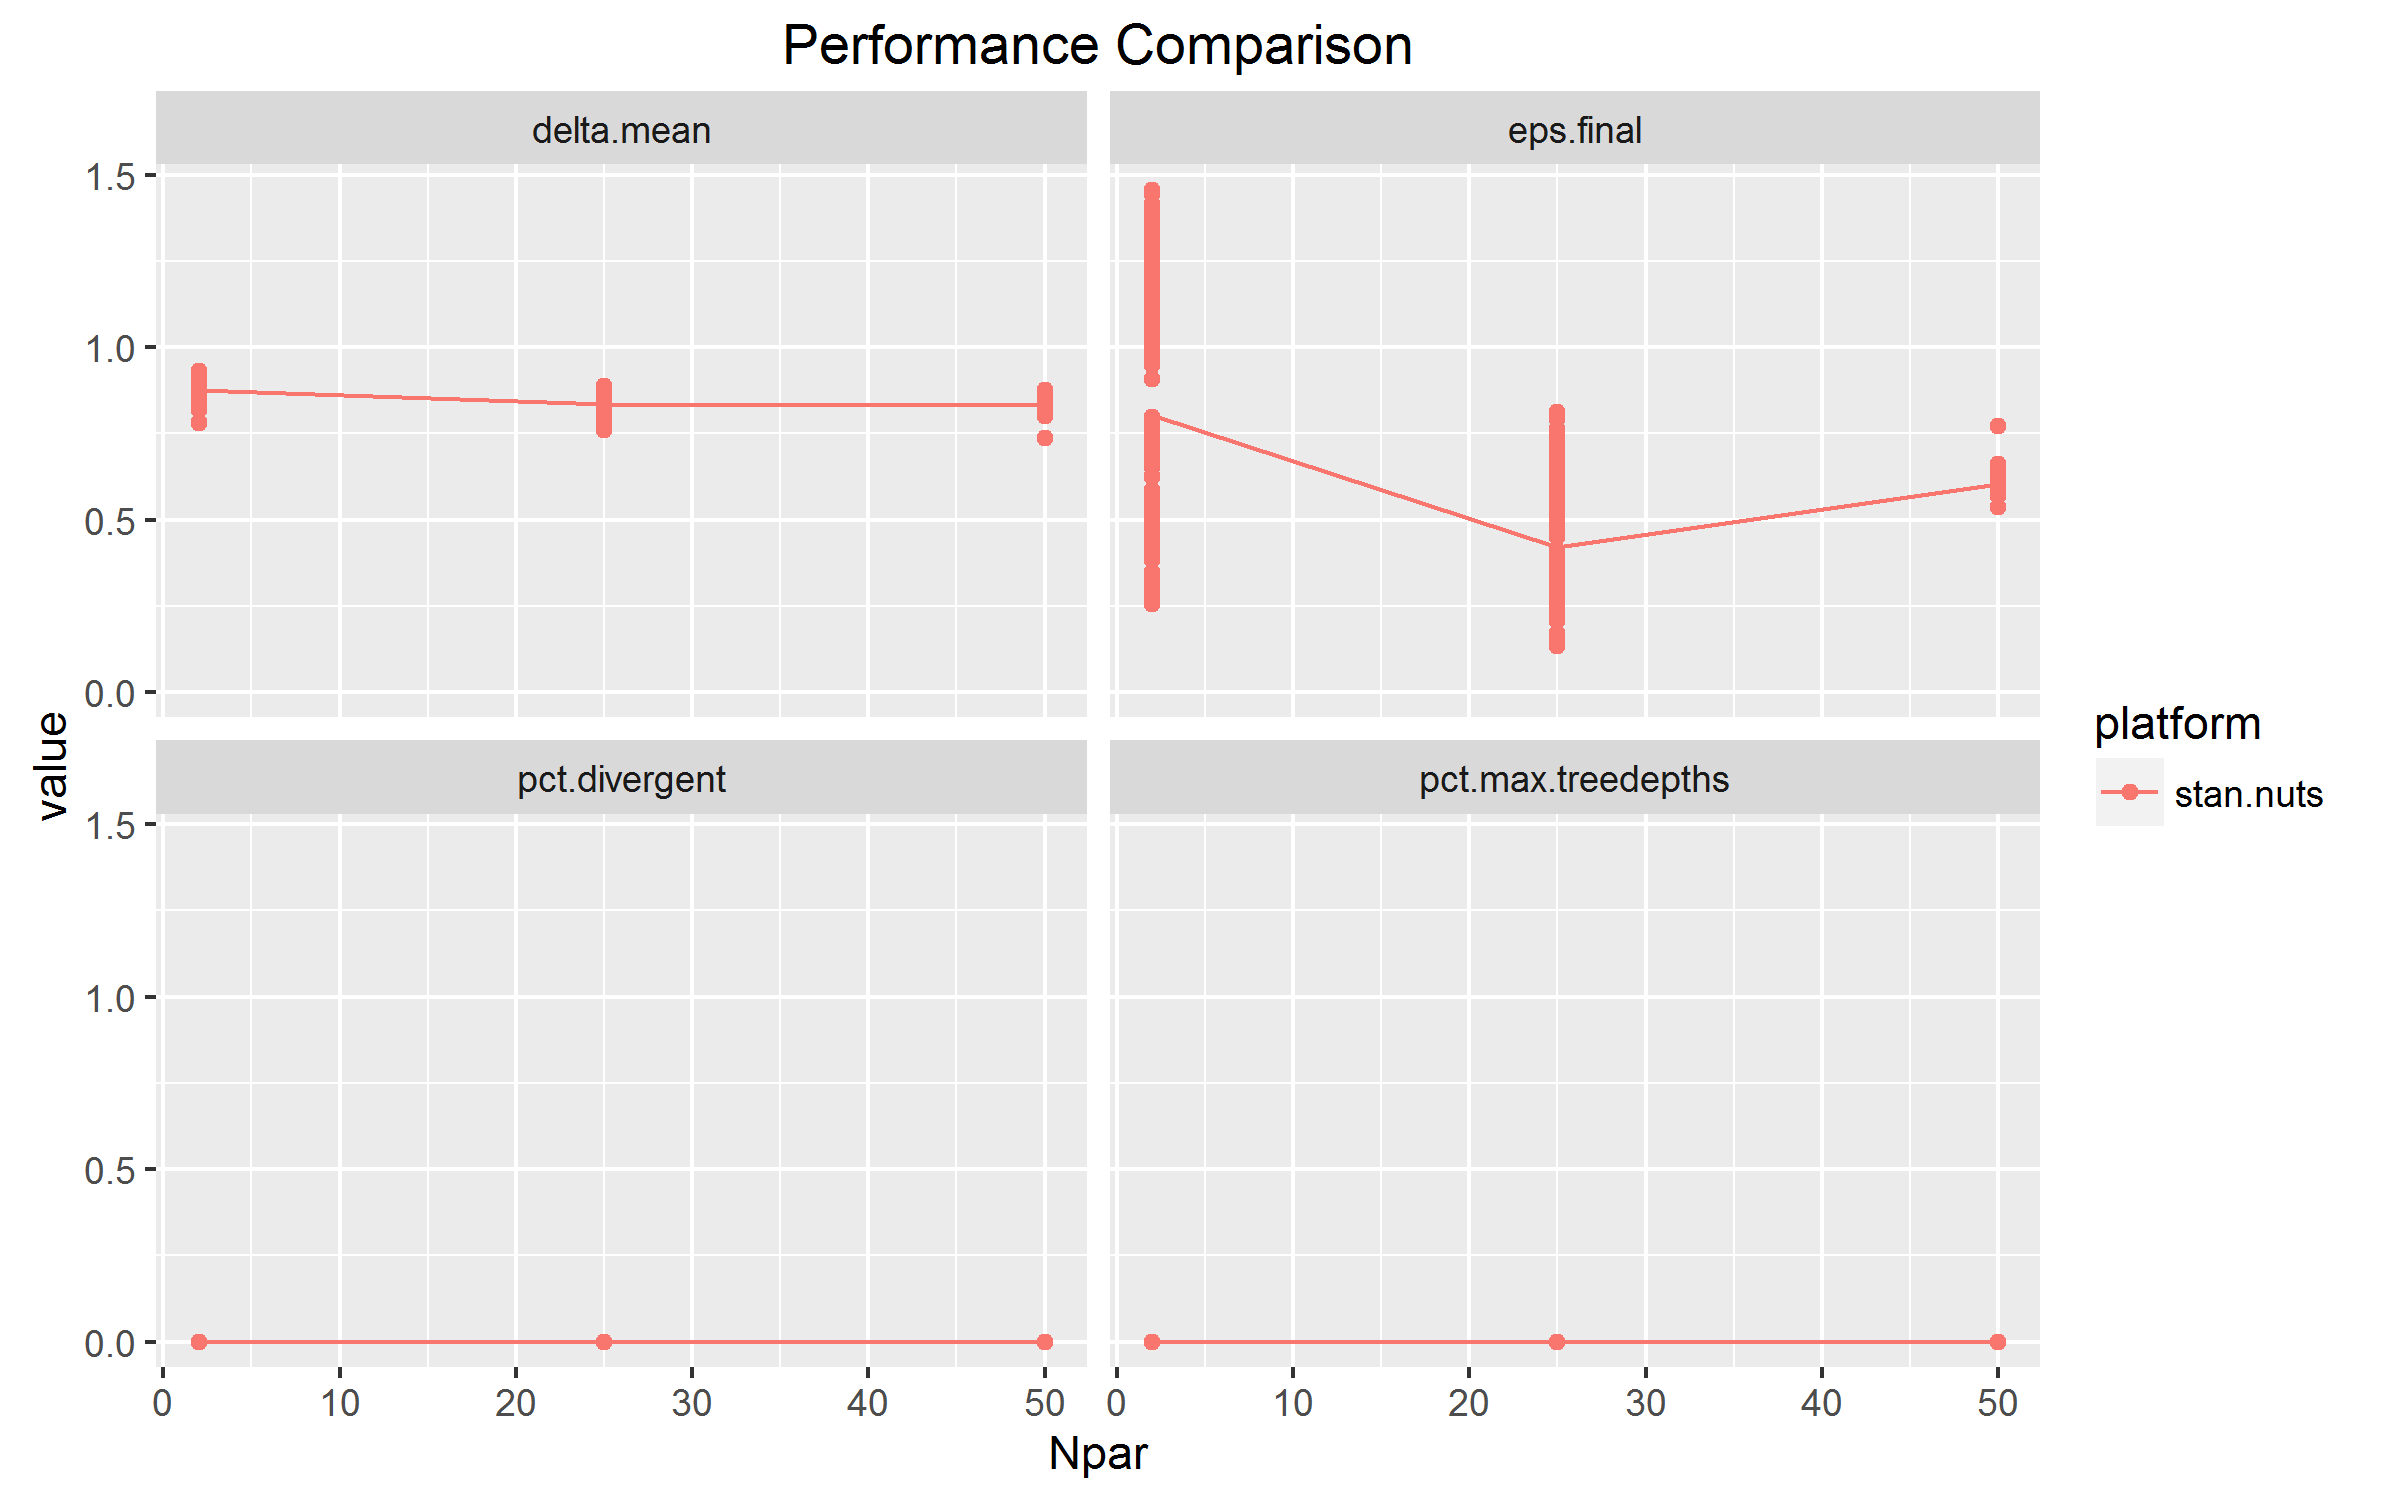 Performance Comparison
delta.mean
eps.final
1.5
1.0
0.5
0.0
pct.divergent
pct.max.treedepths
1.5
1.0
0.5
0.0
0 10 20 30 40 50
0 10 20 30 40 50
Npar
value
platform
stan.nuts